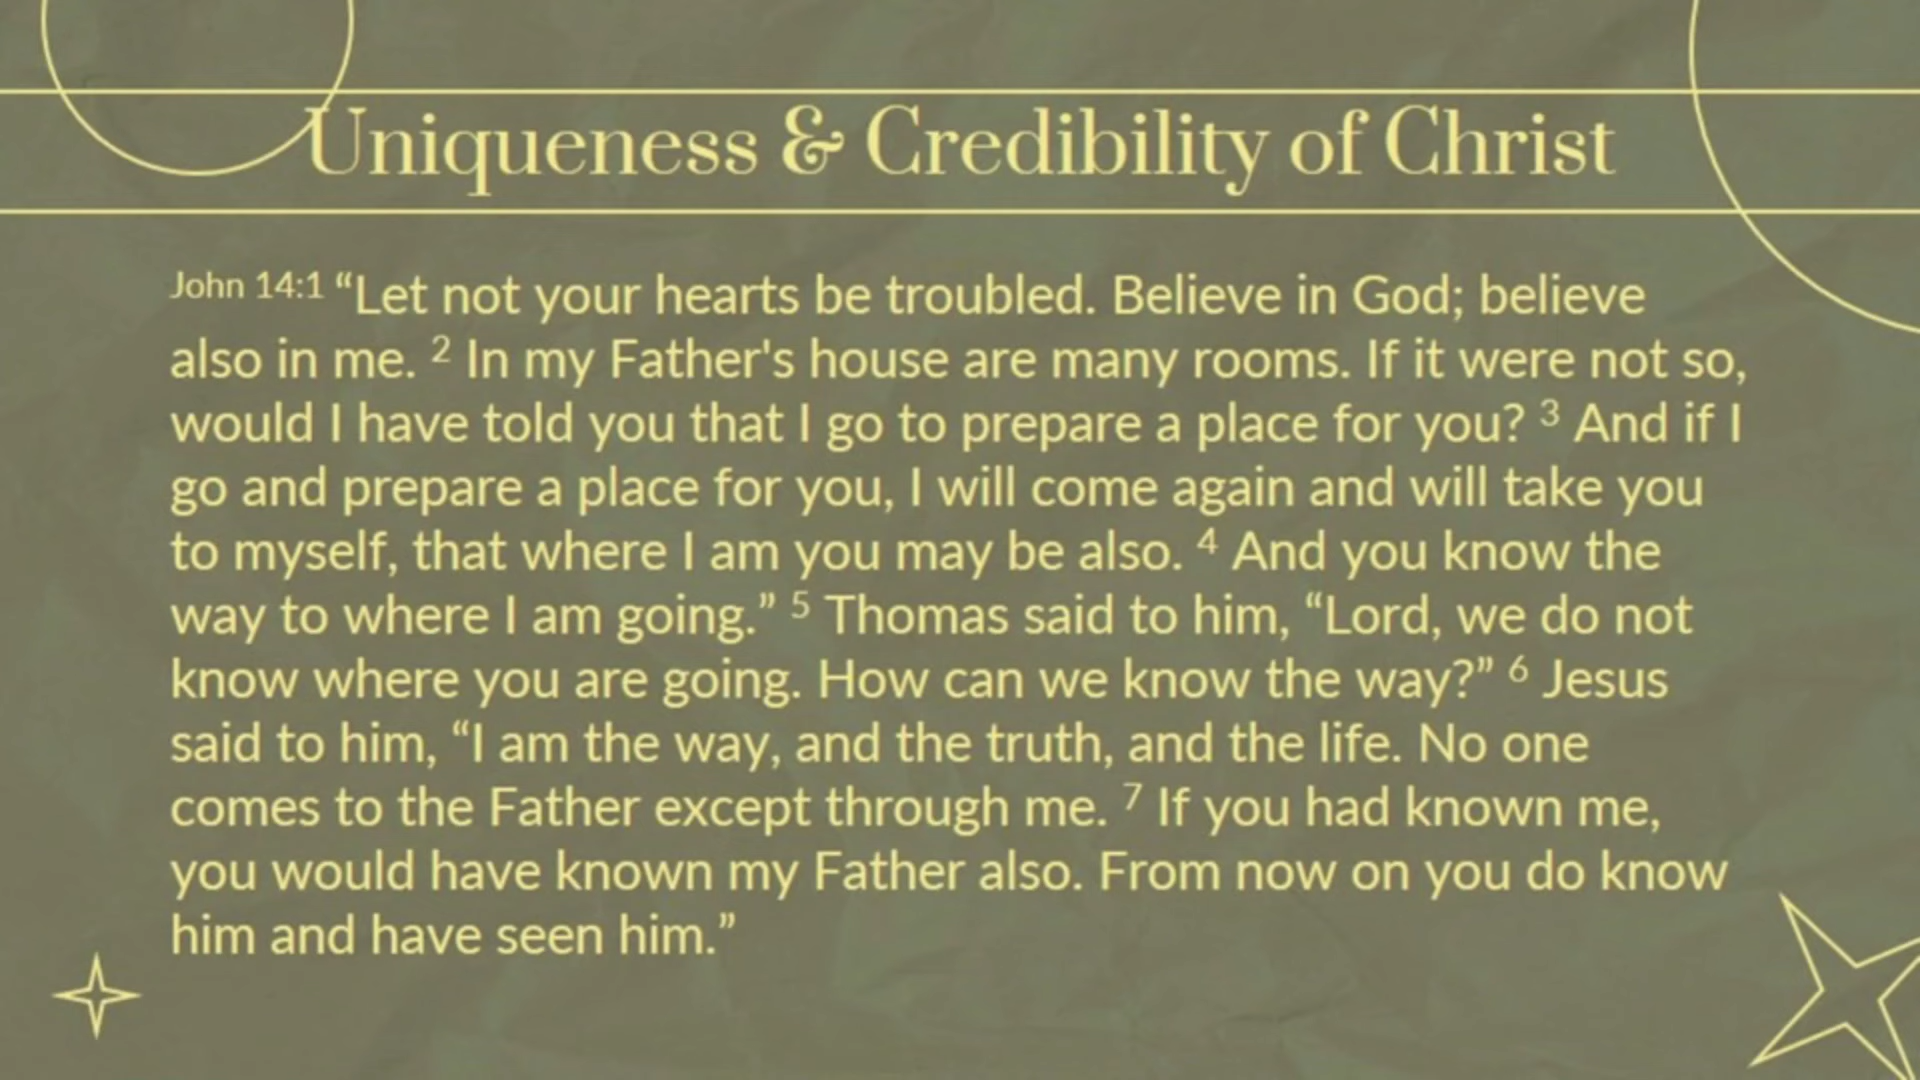 Uniqueness & Credibility of Christ
John 14:1 “Let not your hearts be troubled. Believe in God; believe
also in me. 2 In my Father's house are many rooms. If it were not so,
would I have told you that I go to prepare a place for you? 3 And if I
go and prepare a place for you, I will come again and will take you
to myself, that where I am you may be also. 4 And you know the
way to where I am going.” 5 Thomas said to him, “Lord, we do not
know where you are going. How can we know the way?” 6 Jesus
said to him, “I am the way, and the truth, and the life. No one
comes to the Father except through me. 7 If you had known me,
you would have known my Father also. From now on you do know
him and have seen him.”